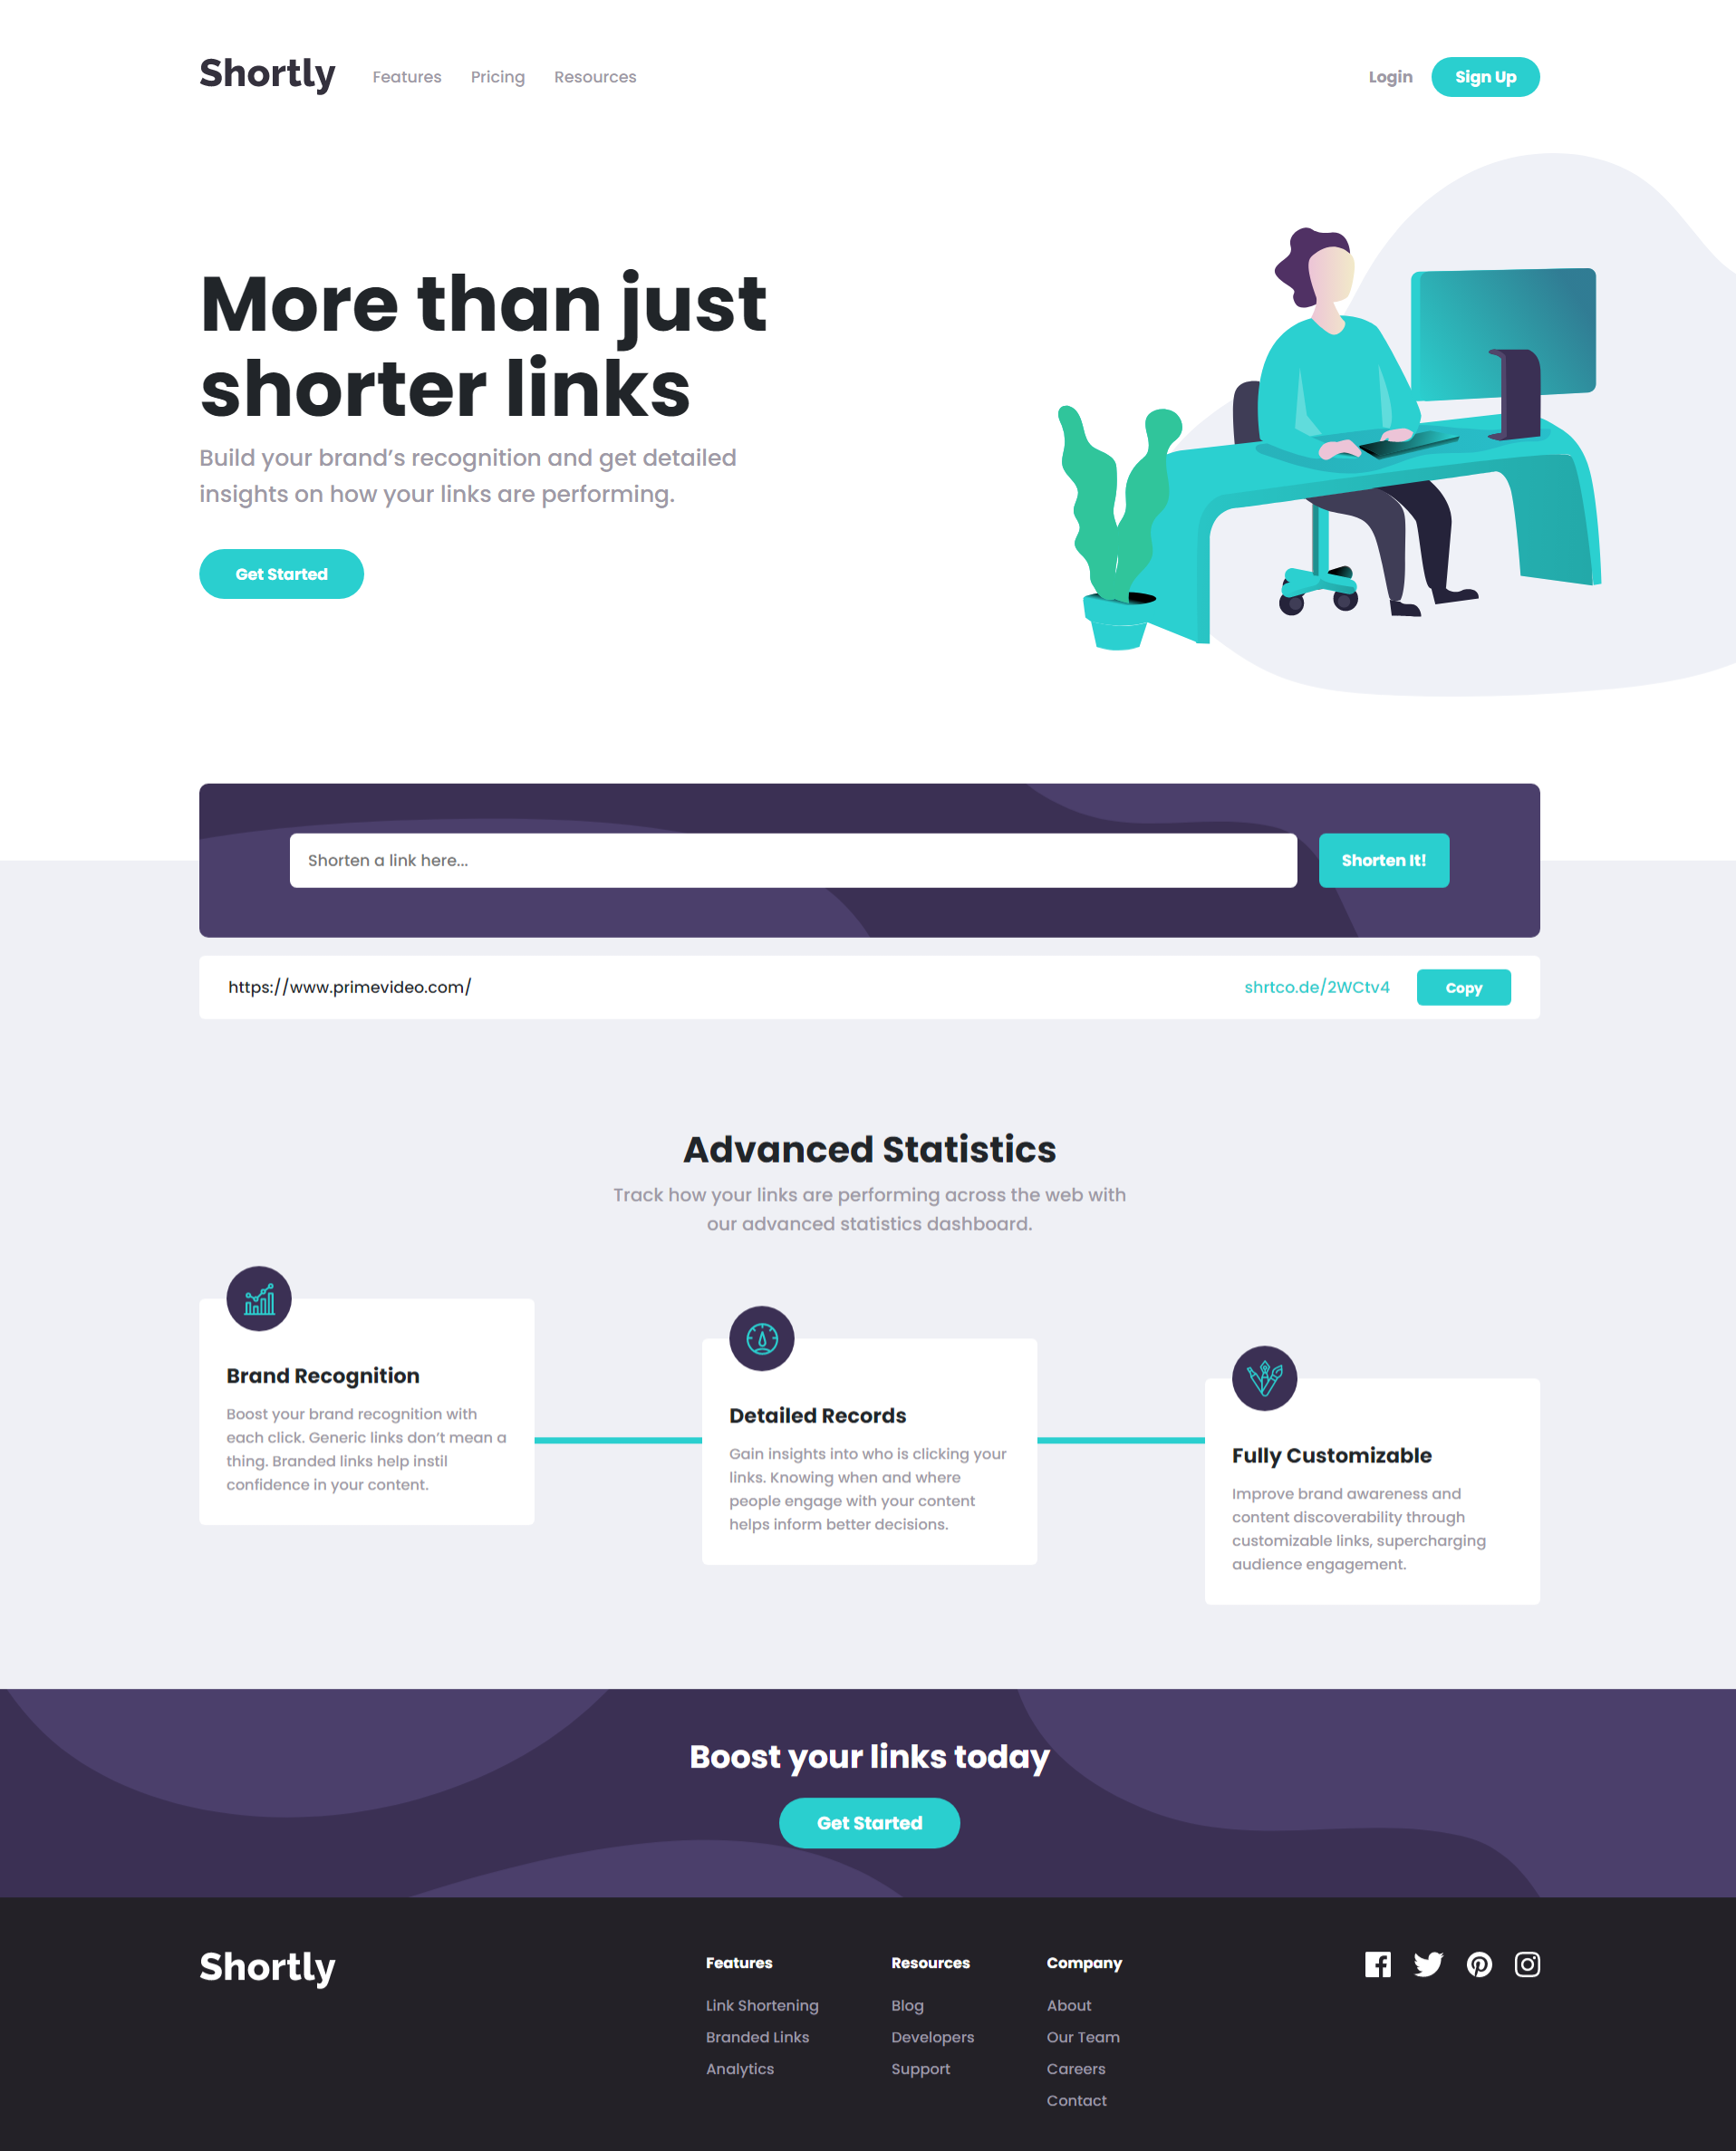 Shortly Features Pricing Resources Login Sign Up
More than just
shorter links
Build your brand’s recognition and get detailed
insights on how your links are performing.
Get Started
Shorten a link here... Shorten It!
https://www.primevideo.com/ shrtco.de/2WCtv4 Copy
Advanced Statistics
Track how your links are performing across the web with
our advanced statistics dashboard.
Brand Recognition
Boost your brand recognition with
each click. Generic links don’t mean a
thing. Branded links help instil
confidence in your content.
Detailed Records
Gain insights into who is clicking your
links. Knowing when and where
people engage with your content
helps inform better decisions.
Fully Customizable
Improve brand awareness and
content discoverability through
customizable links, supercharging
audience engagement.
Boost your links today
Get Started
Shortly
Features
Link Shortening
Branded Links
Analytics
Resources
Blog
Developers
Support
Company
About
Our Team
Careers
Contact